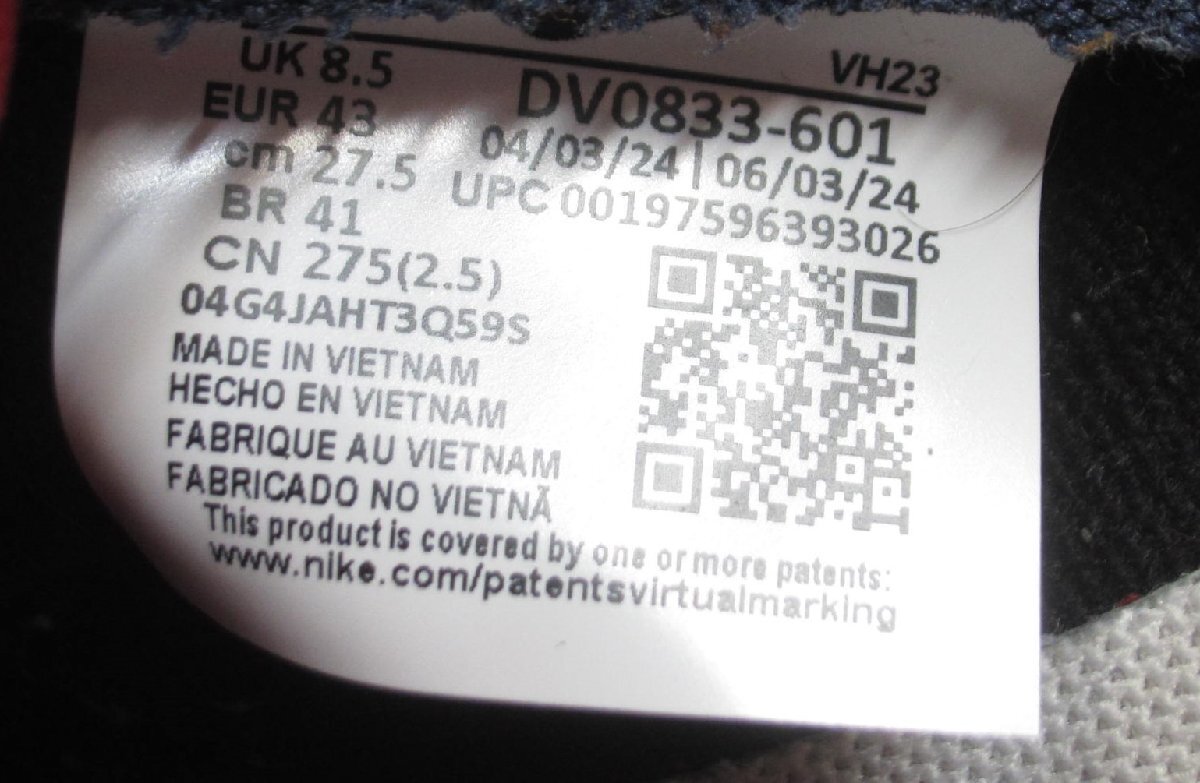 VH23
UK 8.5
EUR 43
cm 27.5
BR 41
CN 275(2.5)
04G4JAHT3Q59S
DV0833-601
04/03/24 | 06/03/24
UPC 00197596393026
MADE IN VIETNAM
HECHO EN VIETNAM
FABRIQUE AU VIETNAM
FABRICADO NO VIETNÃ
This product is covered by one or more patents:
www.nike.com/patentsvirtualmarking